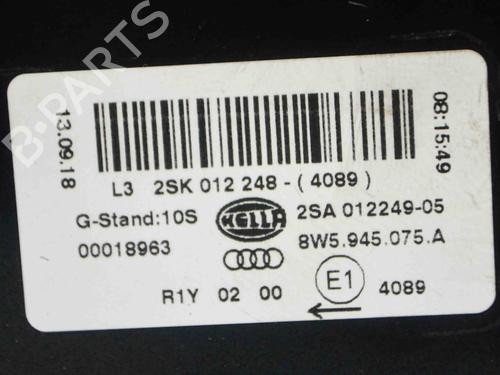 B-PARTS
13.09.18
08:15:49
L3 2SK 012 248 - ( 4089 )
G-Stand:10S HELLA 2SA 012249-05
00018963 8W5.945.075.A
R1Y 02 00 E1 4089